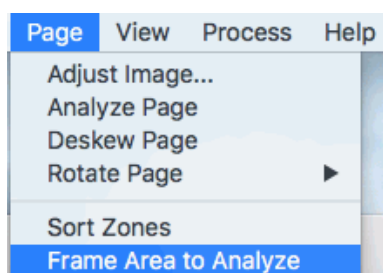 Page View Process Help
Adjust Image...
Analyze Page
Deskew Page
Rotate Page
Sort Zones
Frame Area to Analyze